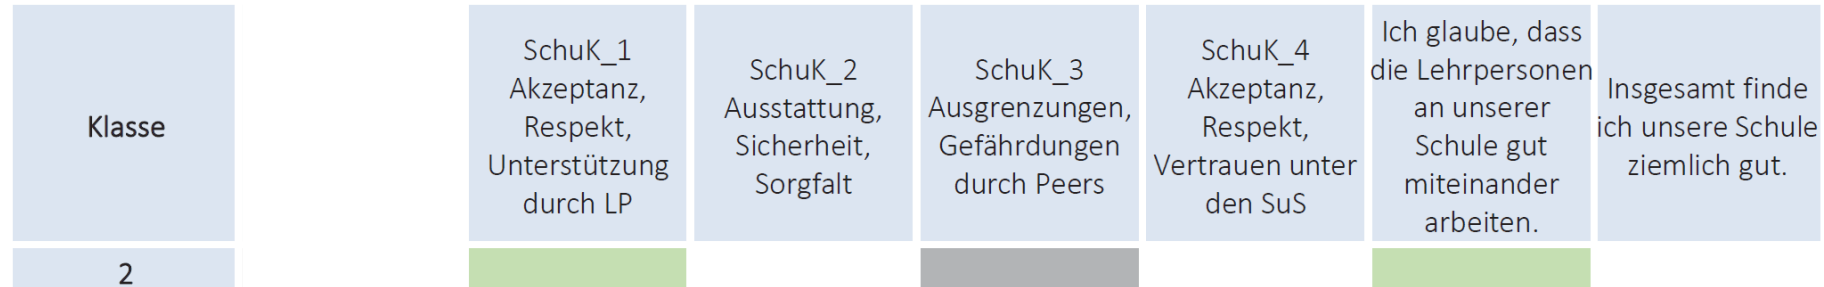 Klasse
SchuK_1
Akzeptanz,
Respekt,
Unterstützung
durch LP
SchuK_2
Ausstattung,
Sicherheit,
Sorgfalt
SchuK_3
Ausgrenzungen,
Gefährdungen
durch Peers
SchuK_4
Akzeptanz,
Respekt,
Vertrauen unter
den SuS
Ich glaube, dass
die Lehrpersonen
an unserer
Schule gut
miteinander
arbeiten.
Insgesamt finde
ich unsere Schule
ziemlich gut.
2